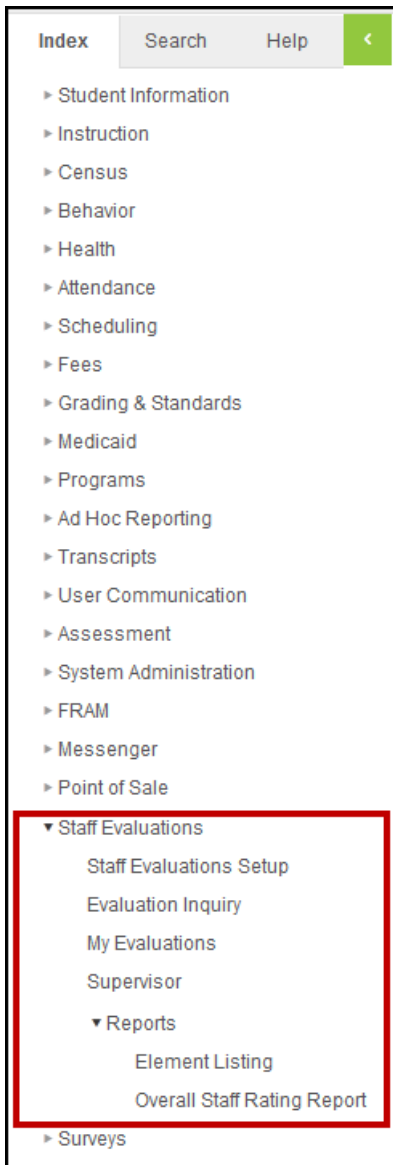 Index Search Help
Student Information
Instruction
Census
Behavior
Health
Attendance
Scheduling
Fees
Grading & Standards
Medicaid
Programs
Ad Hoc Reporting
Transcripts
User Communication
Assessment
System Administration
FRAM
Messenger
Point of Sale
Staff Evaluations
Staff Evaluations Setup
Evaluation Inquiry
My Evaluations
Supervisor
Reports
Element Listing
Overall Staff Rating Report
Surveys